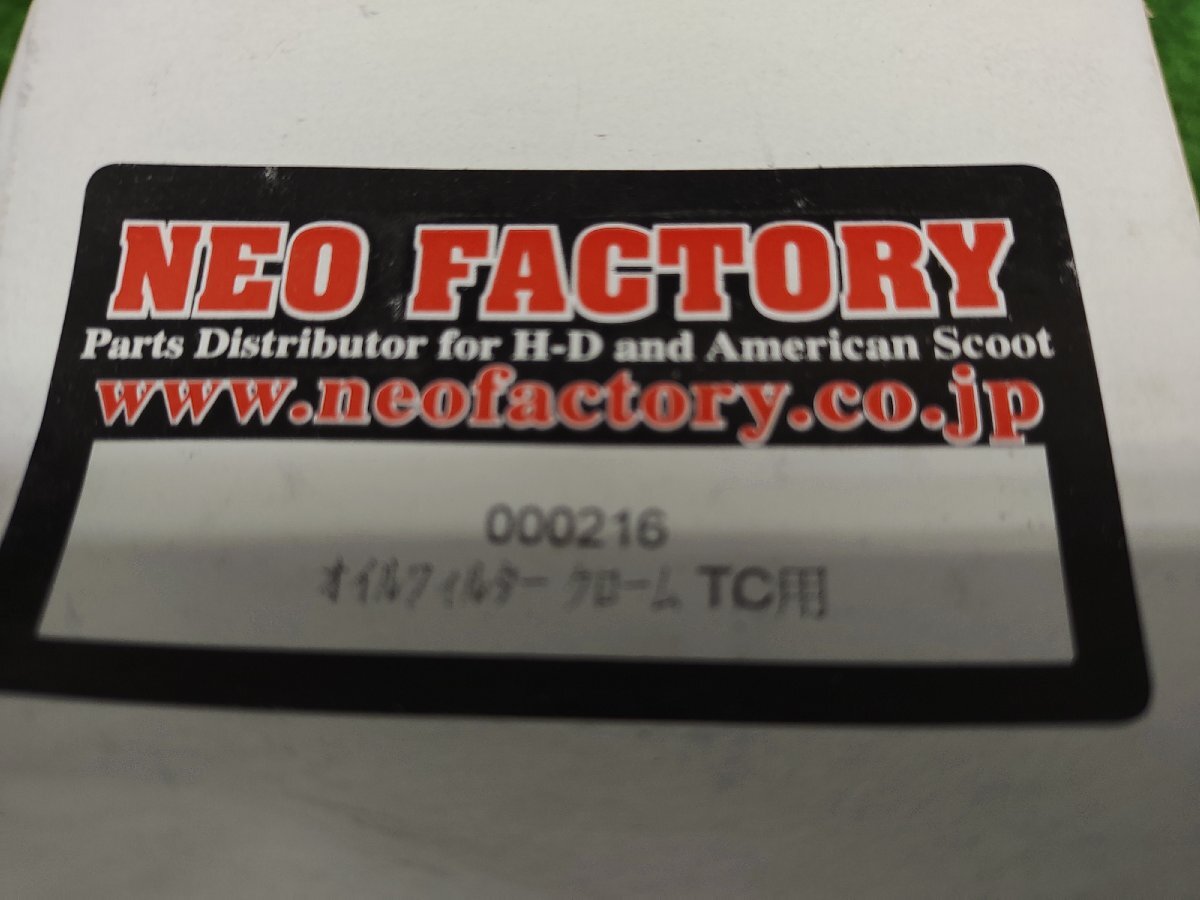 NEO FACTORY
Parts Distributor for H-D and American Scoot
www.neofactory.co.jp
000216
オイルフィルター クローム TC用